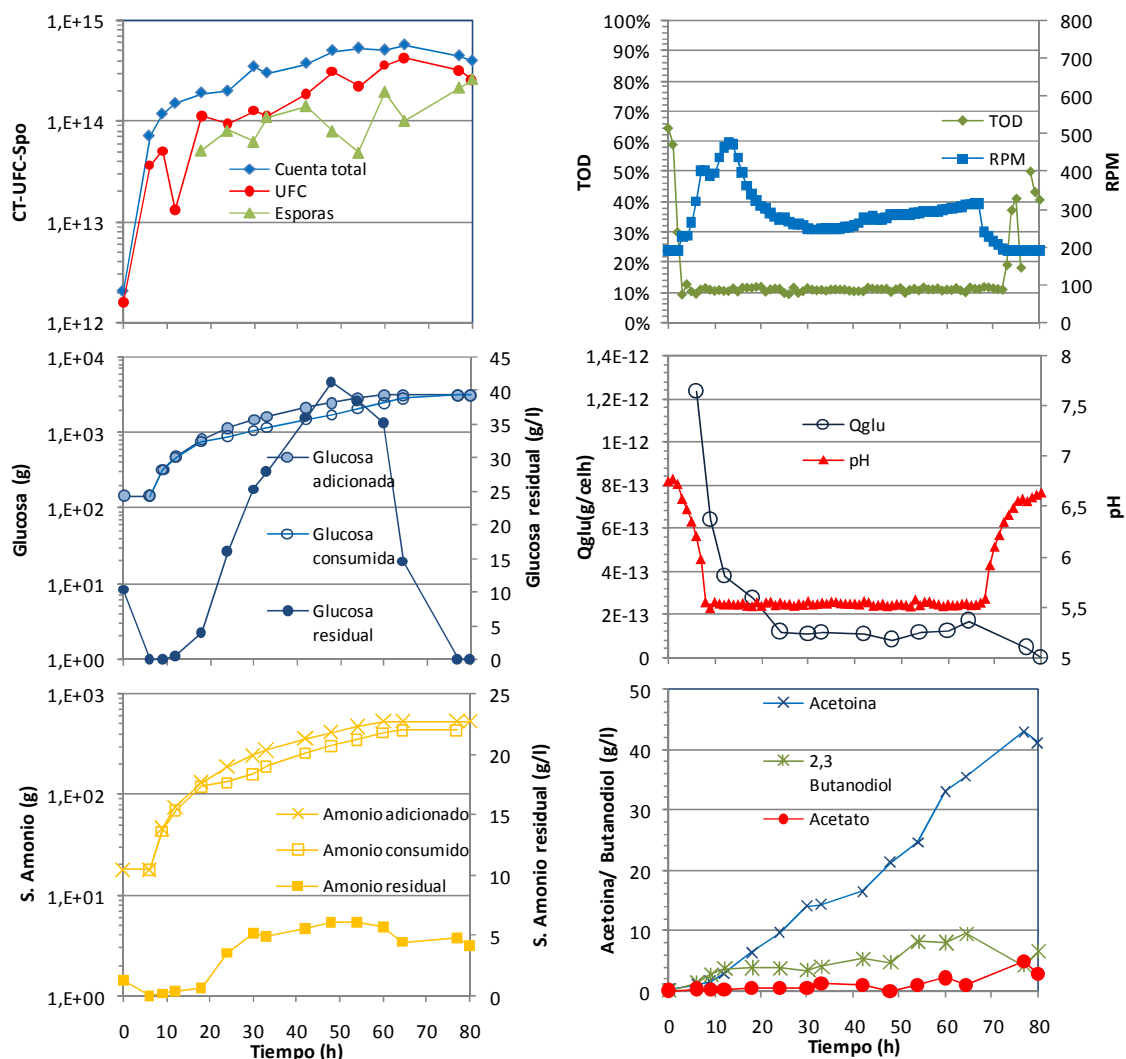 1,E+15
1,E+14
1,E+13
1,E+12
CT-UFC-Spo
Cuenta total
UFC
Esporas
100%
90%
80%
70%
60%
50%
40%
30%
20%
10%
0%
TOD
TOD
RPM
800
700
600
500
400
300
200
100
0
RPM
1,E+04
1,E+03
1,E+02
1,E+01
1,E+00
Glucosa (g)
Glucosa
adicionada
Glucosa
consumida
Glucosa
residual
45
40
35
30
25
20
15
10
5
0
Glucosa residual (g/l)
1,4E-12
1,2E-12
1E-12
8E-13
6E-13
4E-13
2E-13
0
Qglu(g/celh)
Qglu
pH
8
7,5
7
6,5
6
5,5
5
pH
1,E+03
1,E+02
1,E+01
1,E+00
S. Amonio (g)
Amonio adicionado
Amonio consumido
Amonio residual
25
20
15
10
5
0
S. Amonio residual (g/l)
0 10 20 30 40 50 60 70 80
Tiempo (h)
50
40
30
20
10
0
Acetoina/ Butanodiol (g/l)
Acetoina
2,3
Butanodiol
Acetato
0 10 20 30 40 50 60 70 80
Tiempo (h)